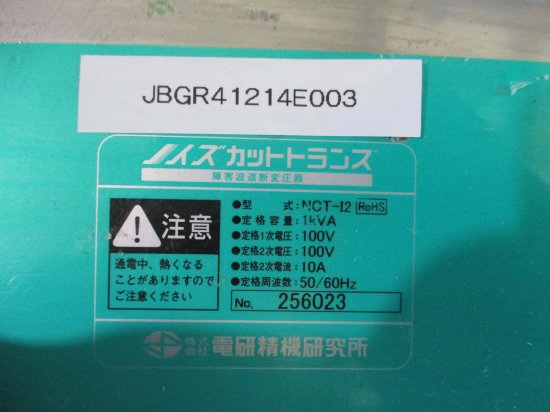 JBGR41214E003
ノイズカットトランス
障害波遮断変圧器
注意
通電中、熱くなる
ことがありますので
ご注意ください
●型 式：NCT-I2 RoHS
●定格容量：1kVA
●定格1次電圧：100V
●定格2次電圧：100V
●定格2次電流：10A
●定格周波数：50/60Hz
No. 256023
株式会社 電研精機研究所